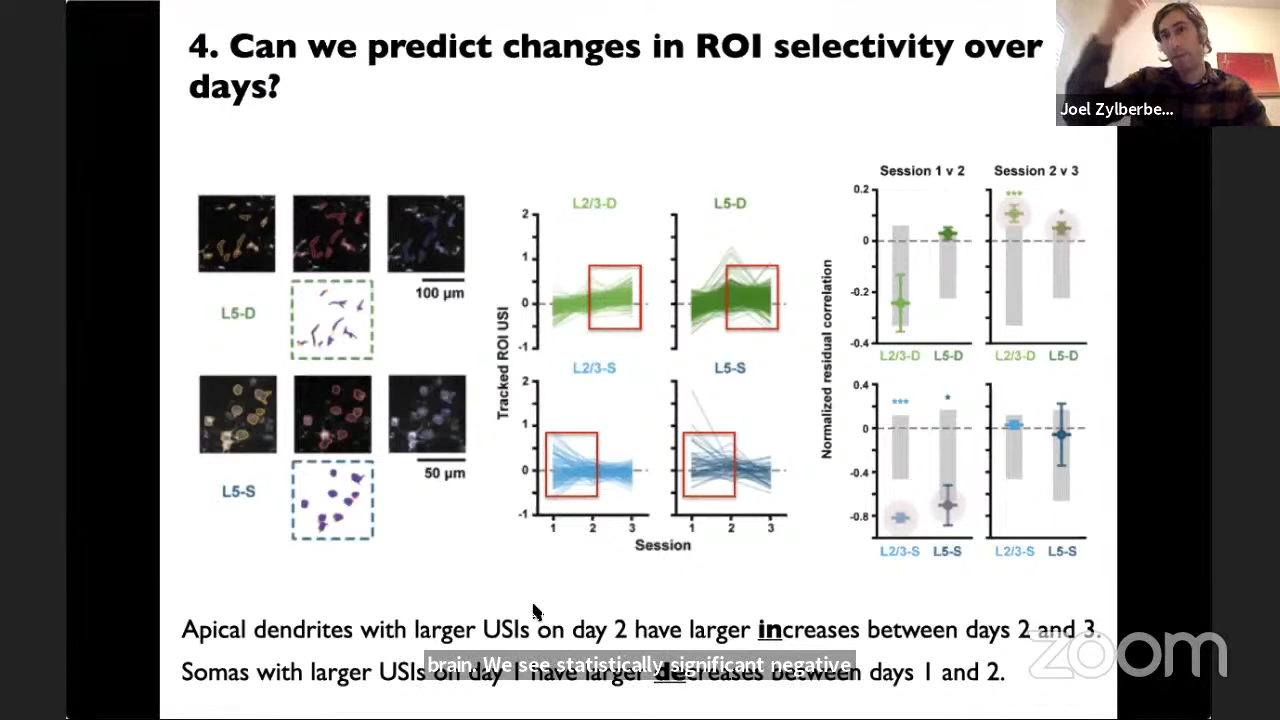 4. Can we predict changes in ROI selectivity over
days?
Joel Zylberbe...
L5-D
100 µm
L5-S
50 µm
Tracked ROI USI
L2/3-D
L5-D
2
1
0
-1
L2/3-S
L5-S
2
1
0
-1
1 2 3
1 2 3
Session
Normalized residual correlation
Session 1 v 2
Session 2 v 3
0.2
0
-0.2
-0.4
***
*
L2/3-D L5-D
L2/3-D L5-D
0.4
0
-0.4
-0.8
***
*
L2/3-S L5-S
L2/3-S L5-S
Apical dendrites with larger USIs on day 2 have larger increases between days 2 and 3.
brain. We see statistically significant negative
Somas with larger USIs on day 1 have larger decreases between days 1 and 2.
zoom